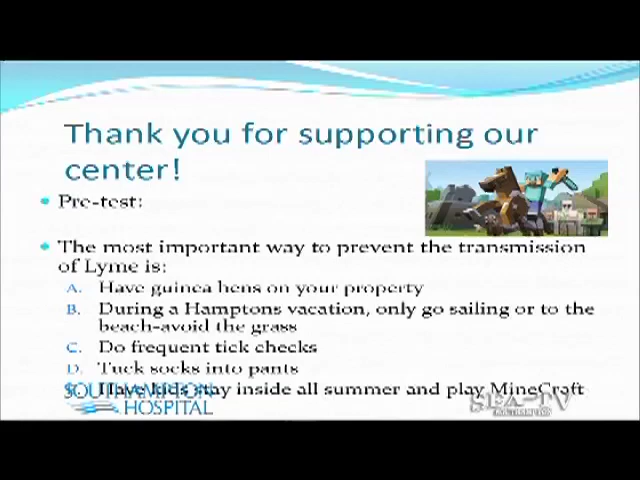 Thank you for supporting our
center!
Pre-test:
The most important way to prevent the transmission
of Lyme is:
A. Have guinea hens on your property
B. During a Hamptons vacation, only go sailing or to the
beach-avoid the grass
C. Do frequent tick checks
D. Tuck socks into pants
Have kids stay inside all summer and play MineCraft
SOUTHAMPTON
HOSPITAL
SEA-TV
SOUTHAMPTON